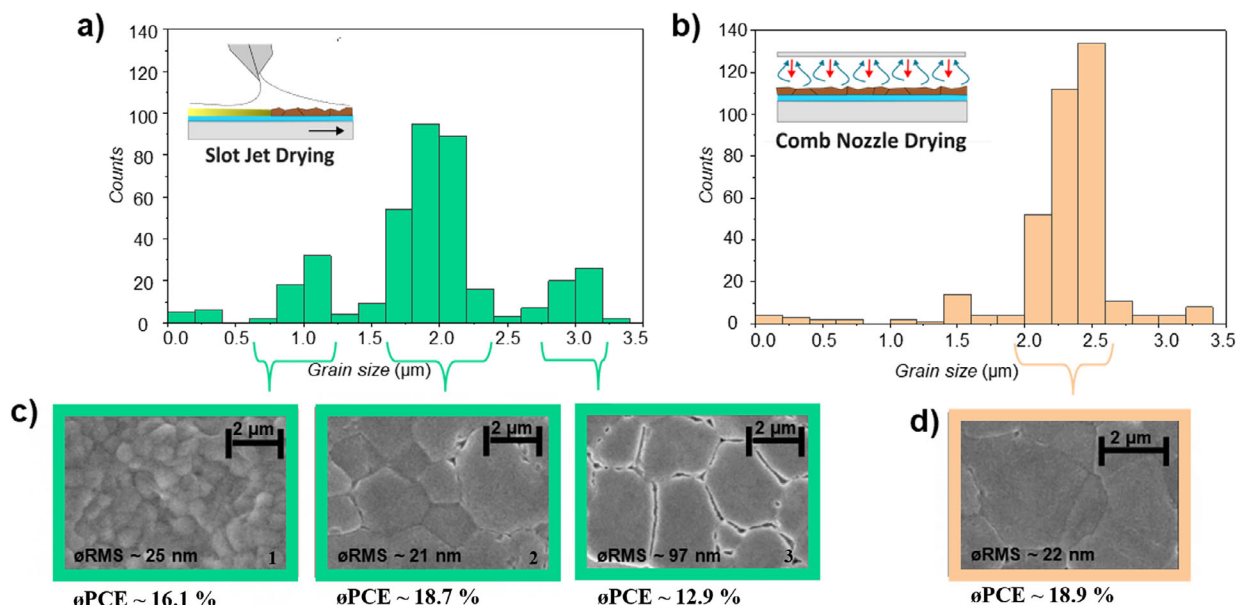 a)
140
120
100
80
60
40
20
0
Counts
Slot Jet Drying
0.0 0.5 1.0 1.5 2.0 2.5 3.0 3.5
Grain size (µm)
b)
140
130
120
100
80
60
40
20
0
Counts
Comb Nozzle Drying
0.0 0.5 1.0 1.5 2.0 2.5 3.0 3.5
Grain size (µm)
c)
2 µm
øRMS ~ 25 nm
1
øPCE ~ 16.1 %
2 µm
øRMS ~ 21 nm
2
øPCE ~ 18.7 %
2 µm
øRMS ~ 97 nm
3
øPCE ~ 12.9 %
d)
2 µm
øRMS ~ 22 nm
øPCE ~ 18.9 %